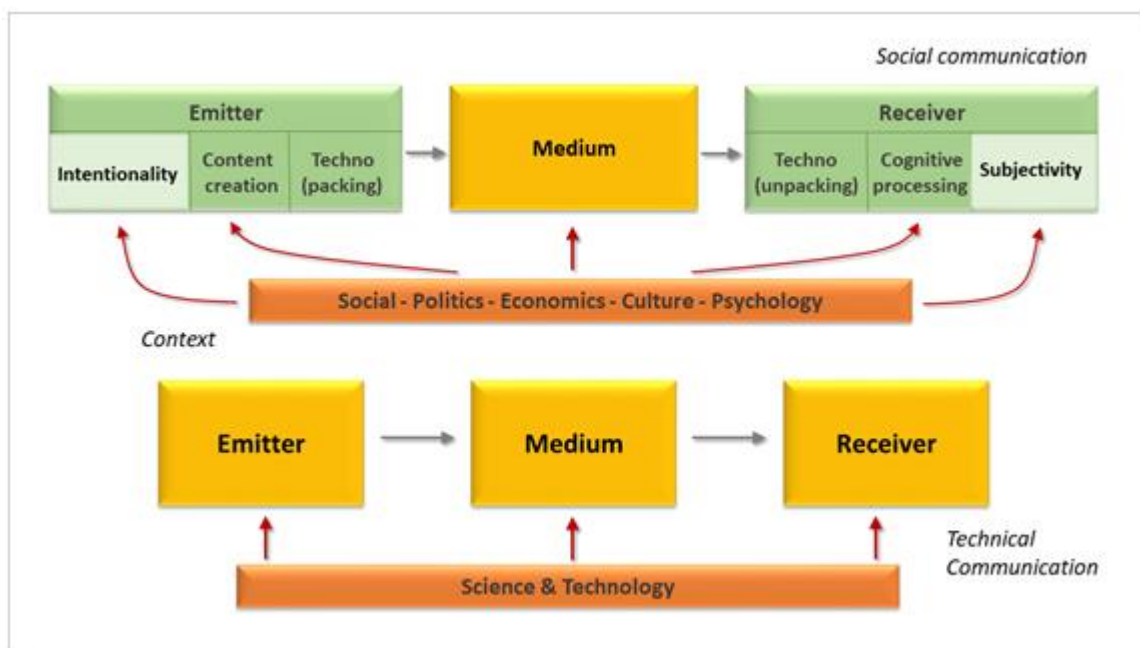 Social communication
Emitter
Medium
Receiver
Intentionality
Content
creation
Techno
(packing)
Techno
(unpacking)
Cognitive
processing
Subjectivity
Social - Politics - Economics - Culture - Psychology
Context
Emitter
Medium
Receiver
Technical
Communication
Science & Technology